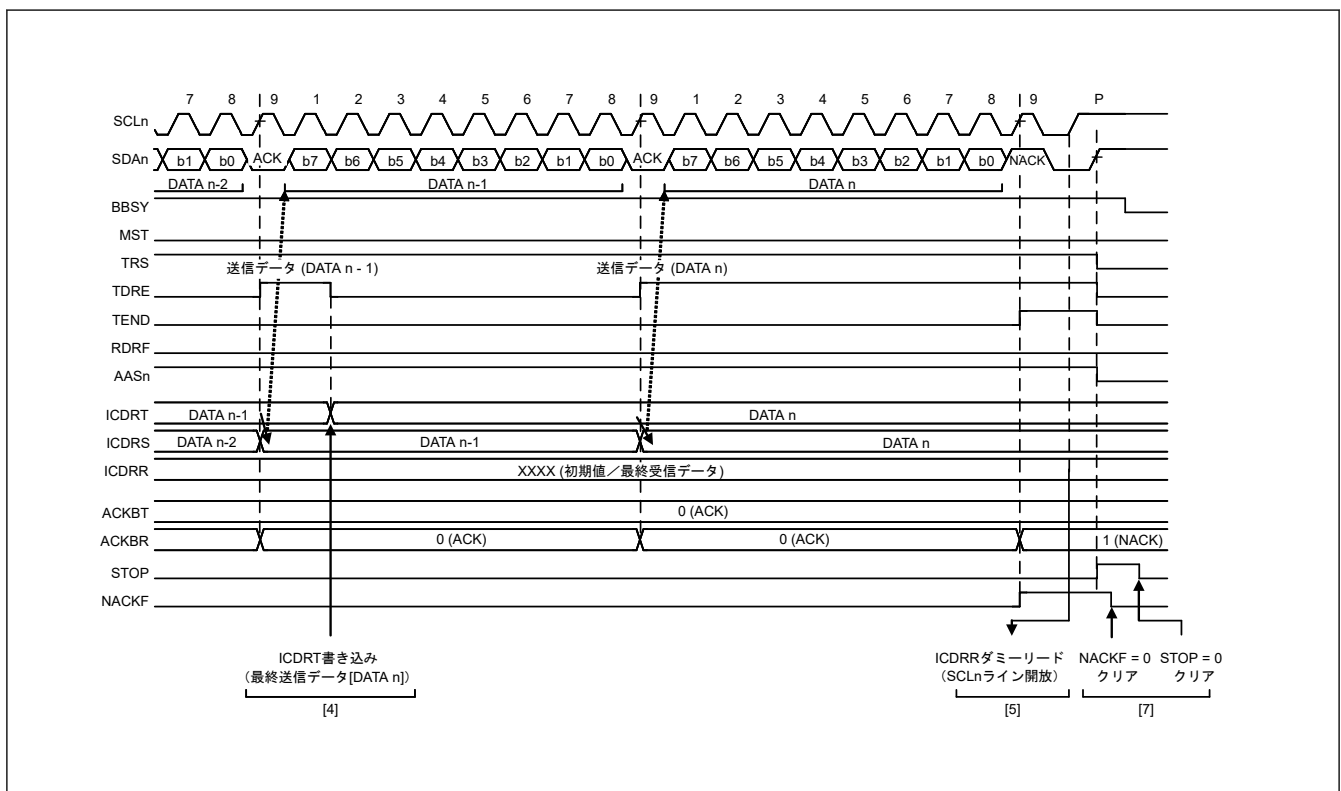 7 8 9 1 2 3 4 5 6 7 8 9 1 2 3 4 5 6 7 8 9 P
SCLn
SDAn b1 b0 ACK b7 b6 b5 b4 b3 b2 b1 b0 ACK b7 b6 b5 b4 b3 b2 b1 b0 NACK
DATA n-2 DATA n-1 DATA n
BBSY
MST
TRS
送信データ (DATA n - 1) 送信データ (DATA n)
TDRE
TEND
RDRF
AASn
ICDRT DATA n-1 DATA n
ICDRS DATA n-2 DATA n-1 DATA n
ICDRR XXXX (初期値／最終受信データ)
ACKBT 0 (ACK)
ACKBR 0 (ACK) 0 (ACK) 1 (NACK)
STOP
NACKF
ICDRT書き込み
（最終送信データ[DATA n]）
[4]
ICDRRダミーリード
（SCLnライン開放）
[5]
NACKF = 0
クリア
STOP = 0
クリア
[7]